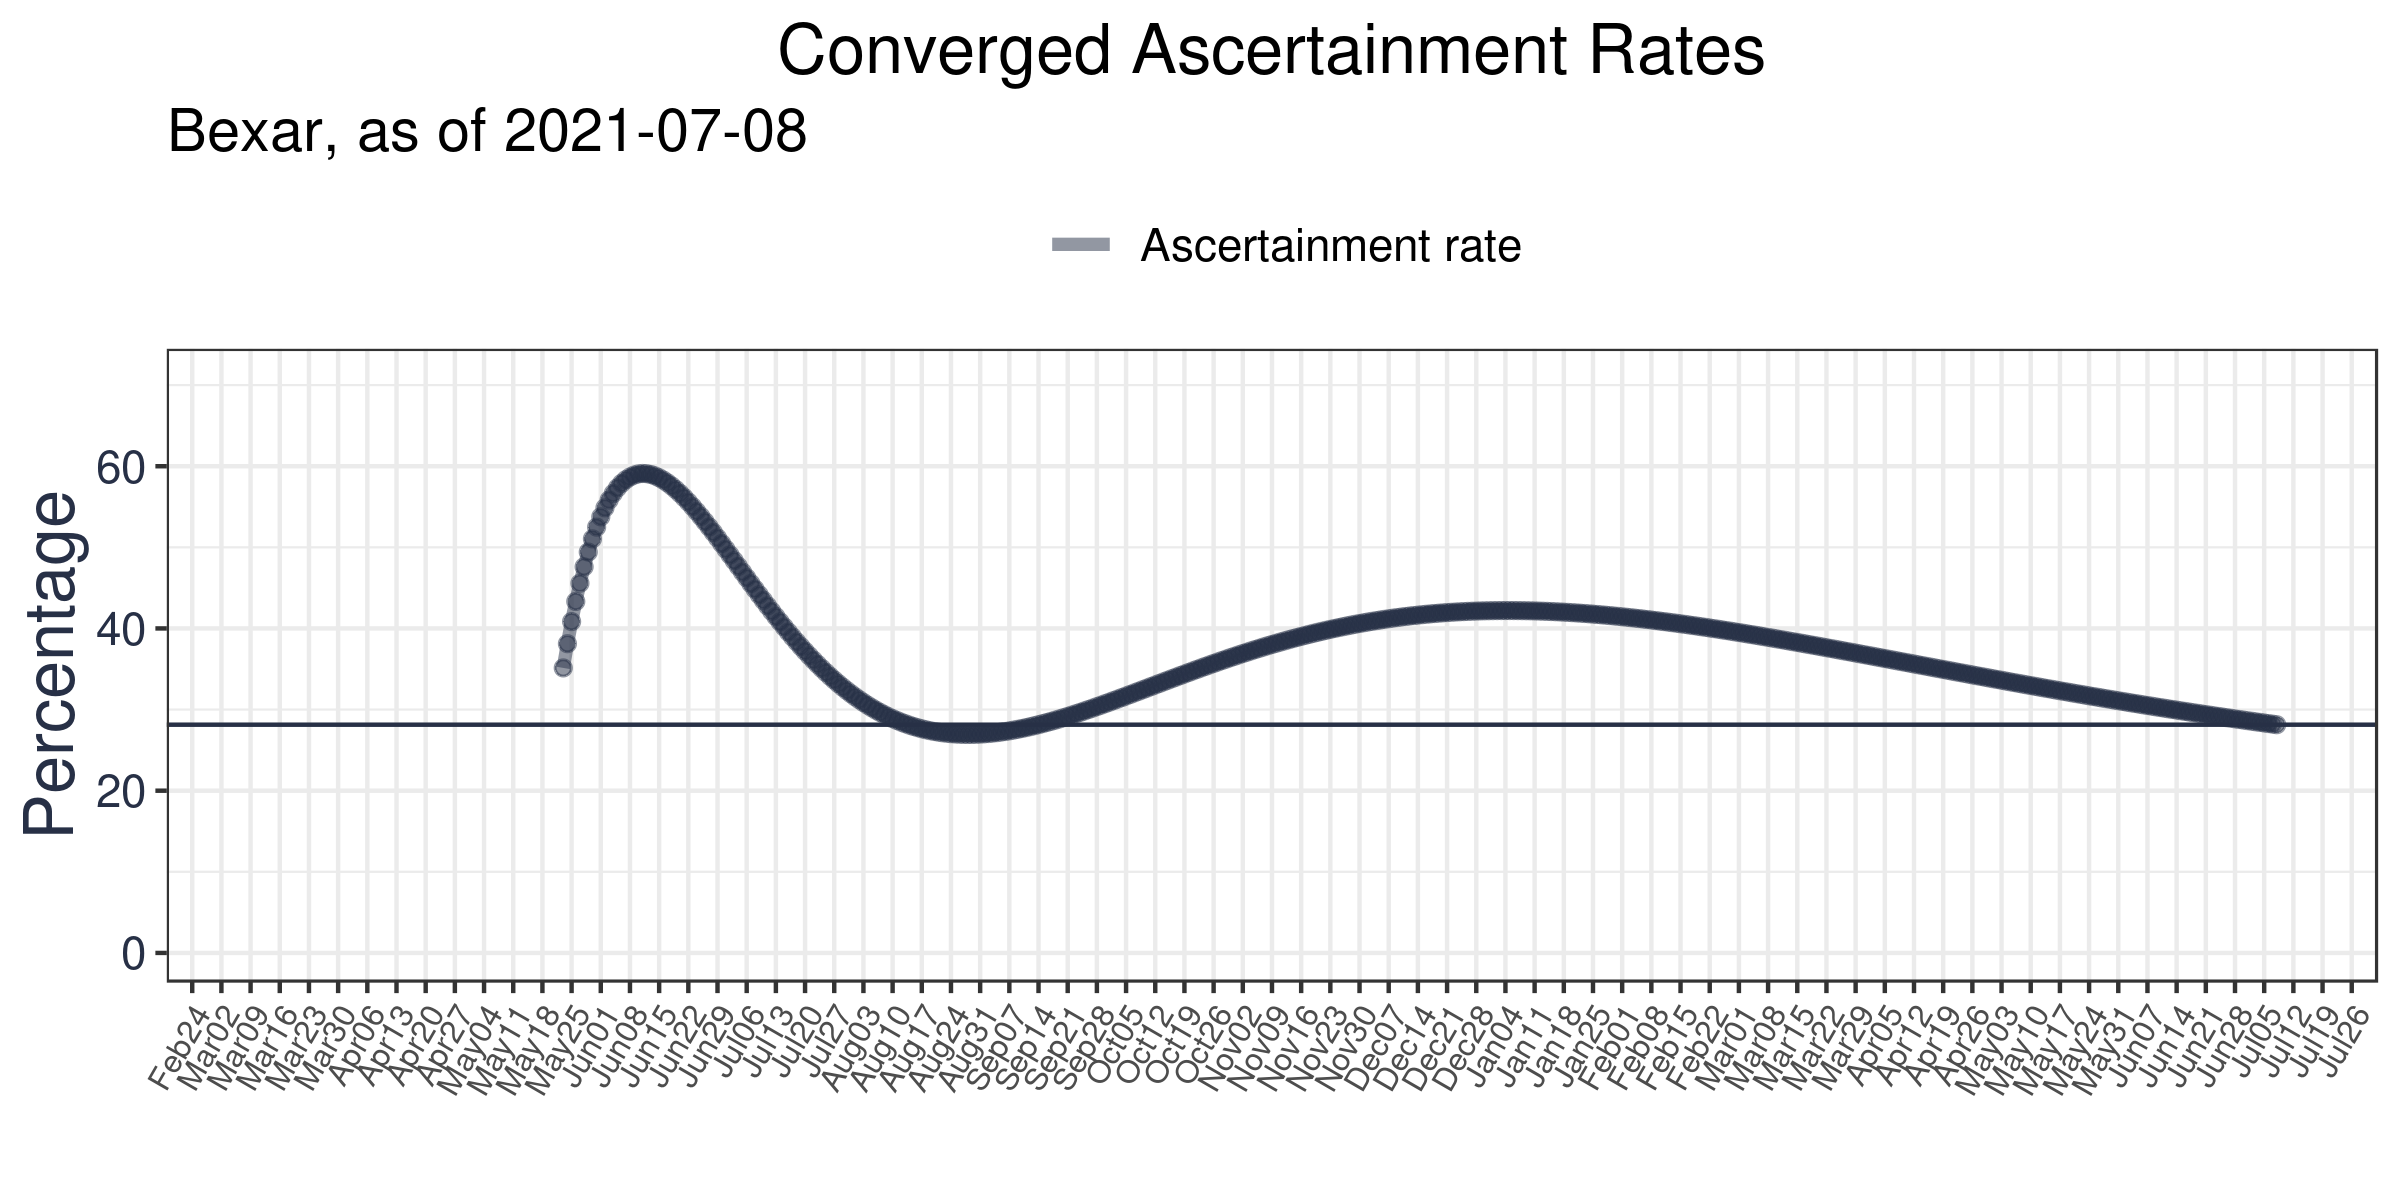 Converged Ascertainment Rates
Bexar, as of 2021-07-08
Ascertainment rate
Percentage
60
40
20
0
Feb24
Mar02
Mar09
Mar16
Mar23
Mar30
Apr06
Apr13
Apr20
Apr27
May04
May11
May18
May25
Jun01
Jun08
Jun15
Jun22
Jun29
Jul06
Jul13
Jul20
Jul27
Aug03
Aug10
Aug17
Aug24
Aug31
Sep07
Sep14
Sep21
Sep28
Oct05
Oct12
Oct19
Oct26
Nov02
Nov09
Nov16
Nov23
Nov30
Dec07
Dec14
Dec21
Dec28
Jan04
Jan11
Jan18
Jan25
Feb01
Feb08
Feb15
Feb22
Mar01
Mar08
Mar15
Mar22
Mar29
Apr05
Apr12
Apr19
Apr26
May03
May10
May17
May24
May31
Jun07
Jun14
Jun21
Jun28
Jul05
Jul12
Jul19
Jul26